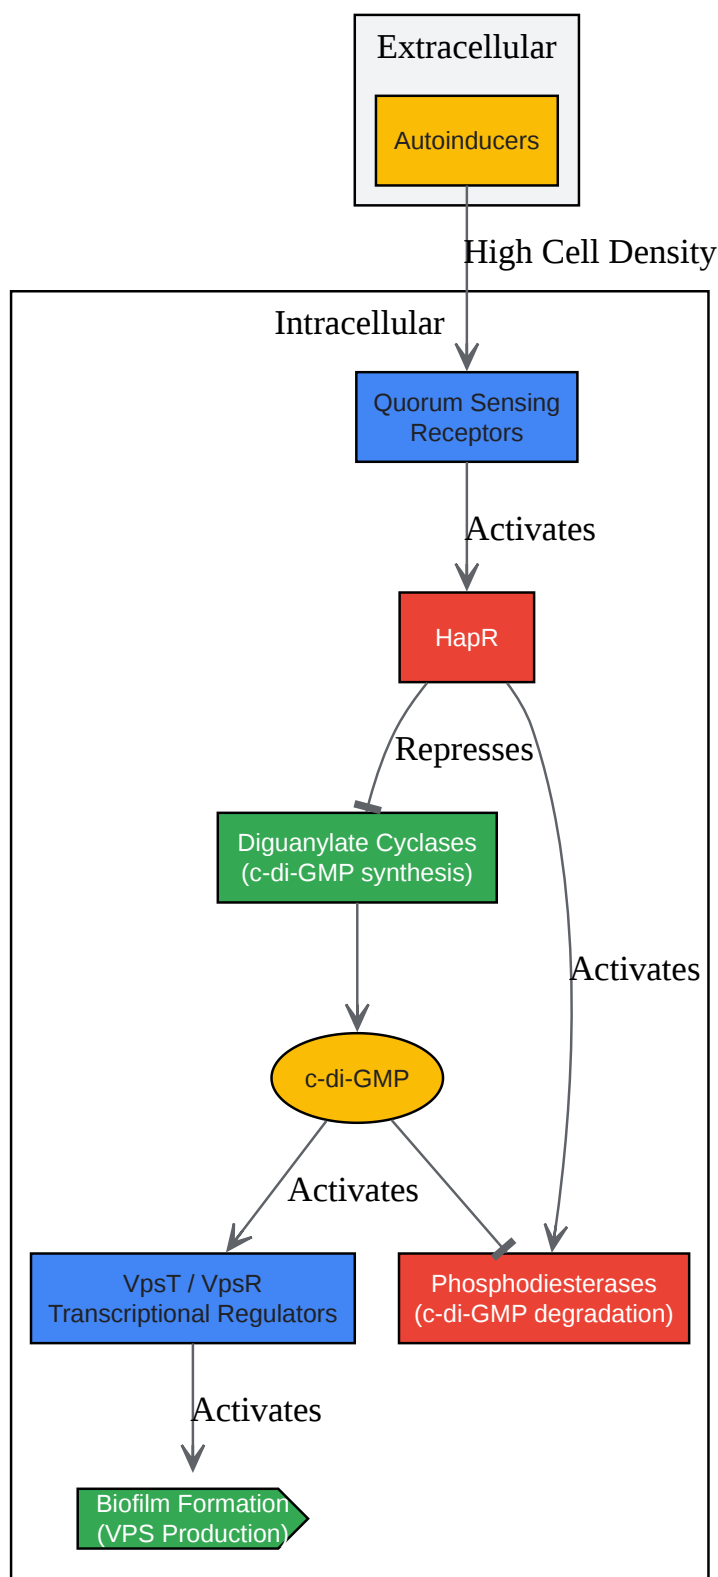 Extracellular
Autoinducers
High Cell Density
Intracellular
Quorum Sensing
Receptors
Activates
HapR
Represses
Diguanylate Cyclases
(c-di-GMP synthesis)
Activates
c-di-GMP
Activates
VpsT / VpsR
Transcriptional Regulators
Phosphodiesterases
(c-di-GMP degradation)
Activates
Biofilm Formation
(VPS Production)